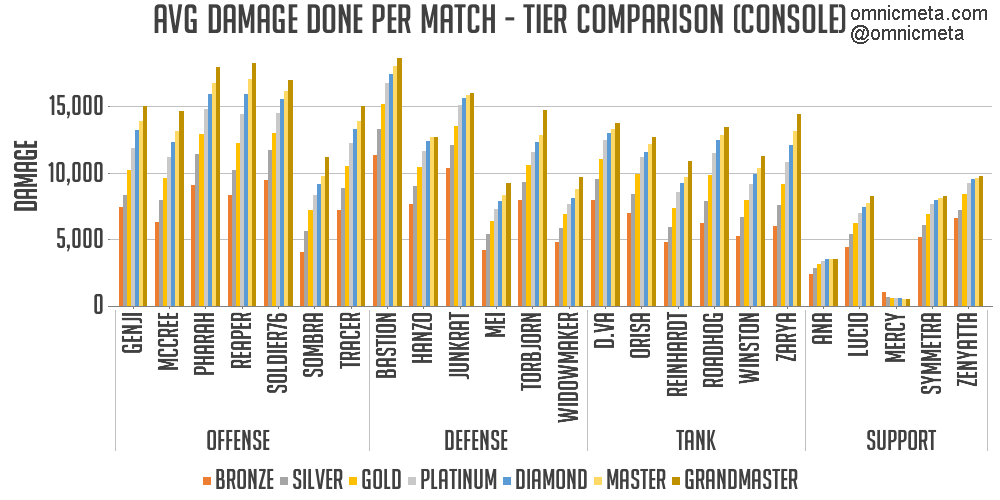 AVG DAMAGE DONE PER MATCH - TIER COMPARISON (CONSOLE)
omnicmeta.com
@omnicmeta
DAMAGE
15,000
10,000
5,000
0
GENJI
MCCREE
PHARAH
REAPER
SOLDIER76
SOMBRA
TRACER
BASTION
HANZO
JUNKRAT
MEI
TORBJORN
WIDOWMAKER
D.VA
ORISA
REINHARDT
ROADHOG
WINSTON
ZARYA
ANA
LUCIO
MERCY
SYMMETRA
ZENYATTA
OFFENSE DEFENSE TANK SUPPORT
BRONZE SILVER GOLD PLATINUM DIAMOND MASTER GRANDMASTER